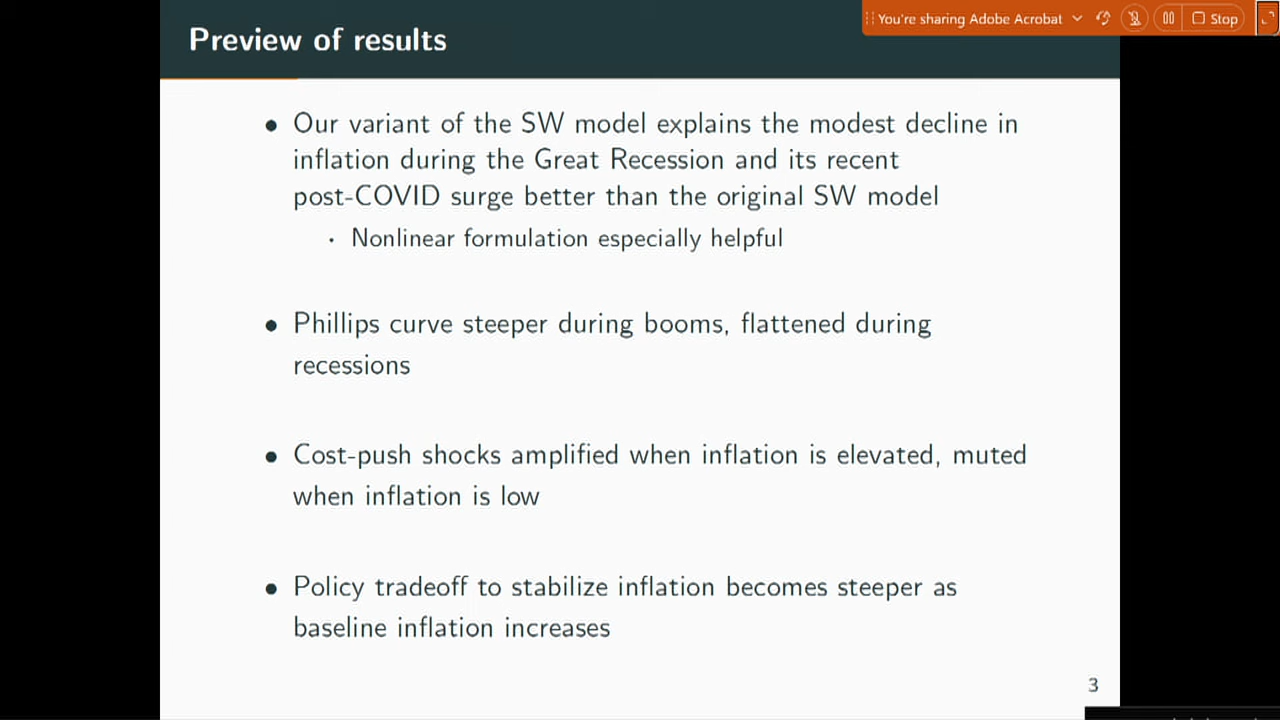 You're sharing Adobe Acrobat
Stop
Preview of results
• Our variant of the SW model explains the modest decline in
inflation during the Great Recession and its recent
post-COVID surge better than the original SW model
• Nonlinear formulation especially helpful
• Phillips curve steeper during booms, flattened during
recessions
• Cost-push shocks amplified when inflation is elevated, muted
when inflation is low
• Policy tradeoff to stabilize inflation becomes steeper as
baseline inflation increases
3